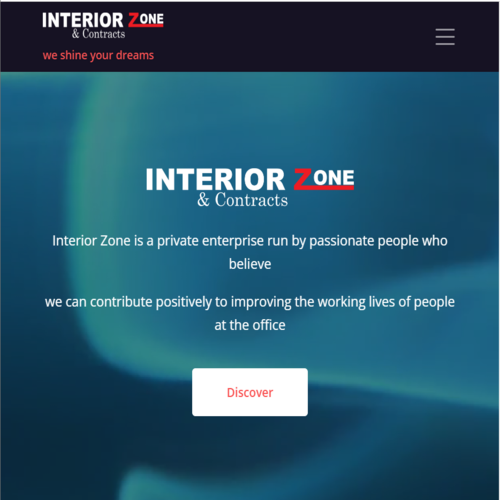 INTERIOR ZONE
& Contracts
we shine your dreams
INTERIOR ZONE
& Contracts
Interior Zone is a private enterprise run by passionate people who
believe
we can contribute positively to improving the working lives of people
at the office
Discover